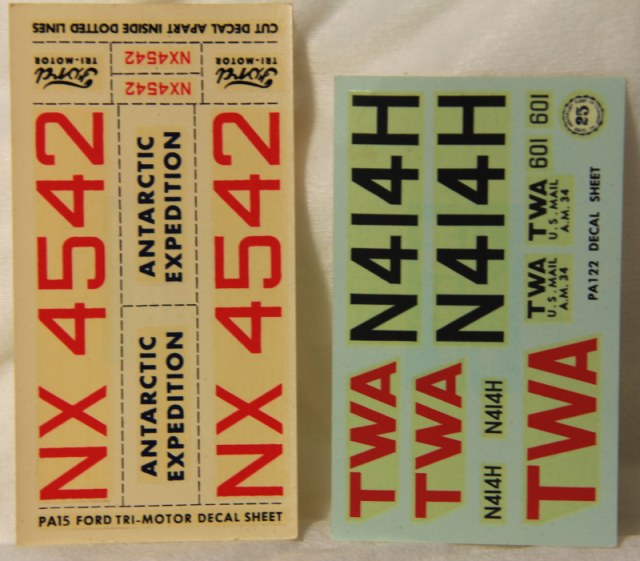 CUT DECAL APART INSIDE DOTTED LINES
Ford
TRI-MOTOR
NX4542
NX4542
Ford
TRI-MOTOR
NX 4542
ANTARCTIC
EXPEDITION
ANTARCTIC
EXPEDITION
NX 4542
PA15 FORD TRI-MOTOR DECAL SHEET
N414H
N414H
601
601
25
TWA
U.S. MAIL
A.M. 34
TWA
U.S. MAIL
A.M. 34
PA122 DECAL SHEET
TWA
TWA
N414H
N414H
TWA